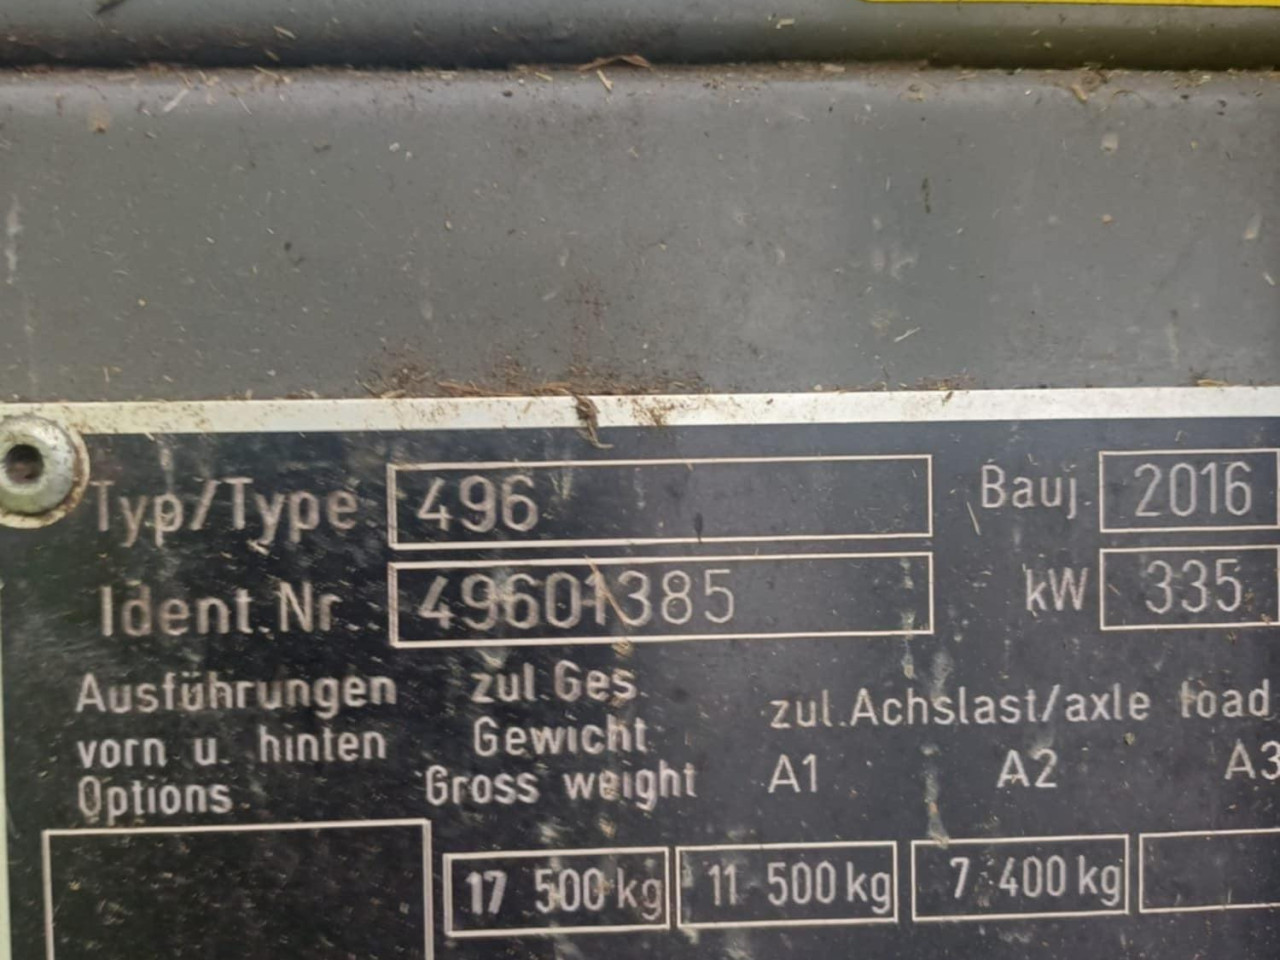 Typ/Type 496 Bauj. 2016
Ident.Nr. 49601385 kW 335
Ausführungen zul.Ges.
vorn u. hinten Gewicht zul.Achslast/axle load
Options Gross weight A1 A2 A3
17 500 kg 11 500 kg 7 400 kg